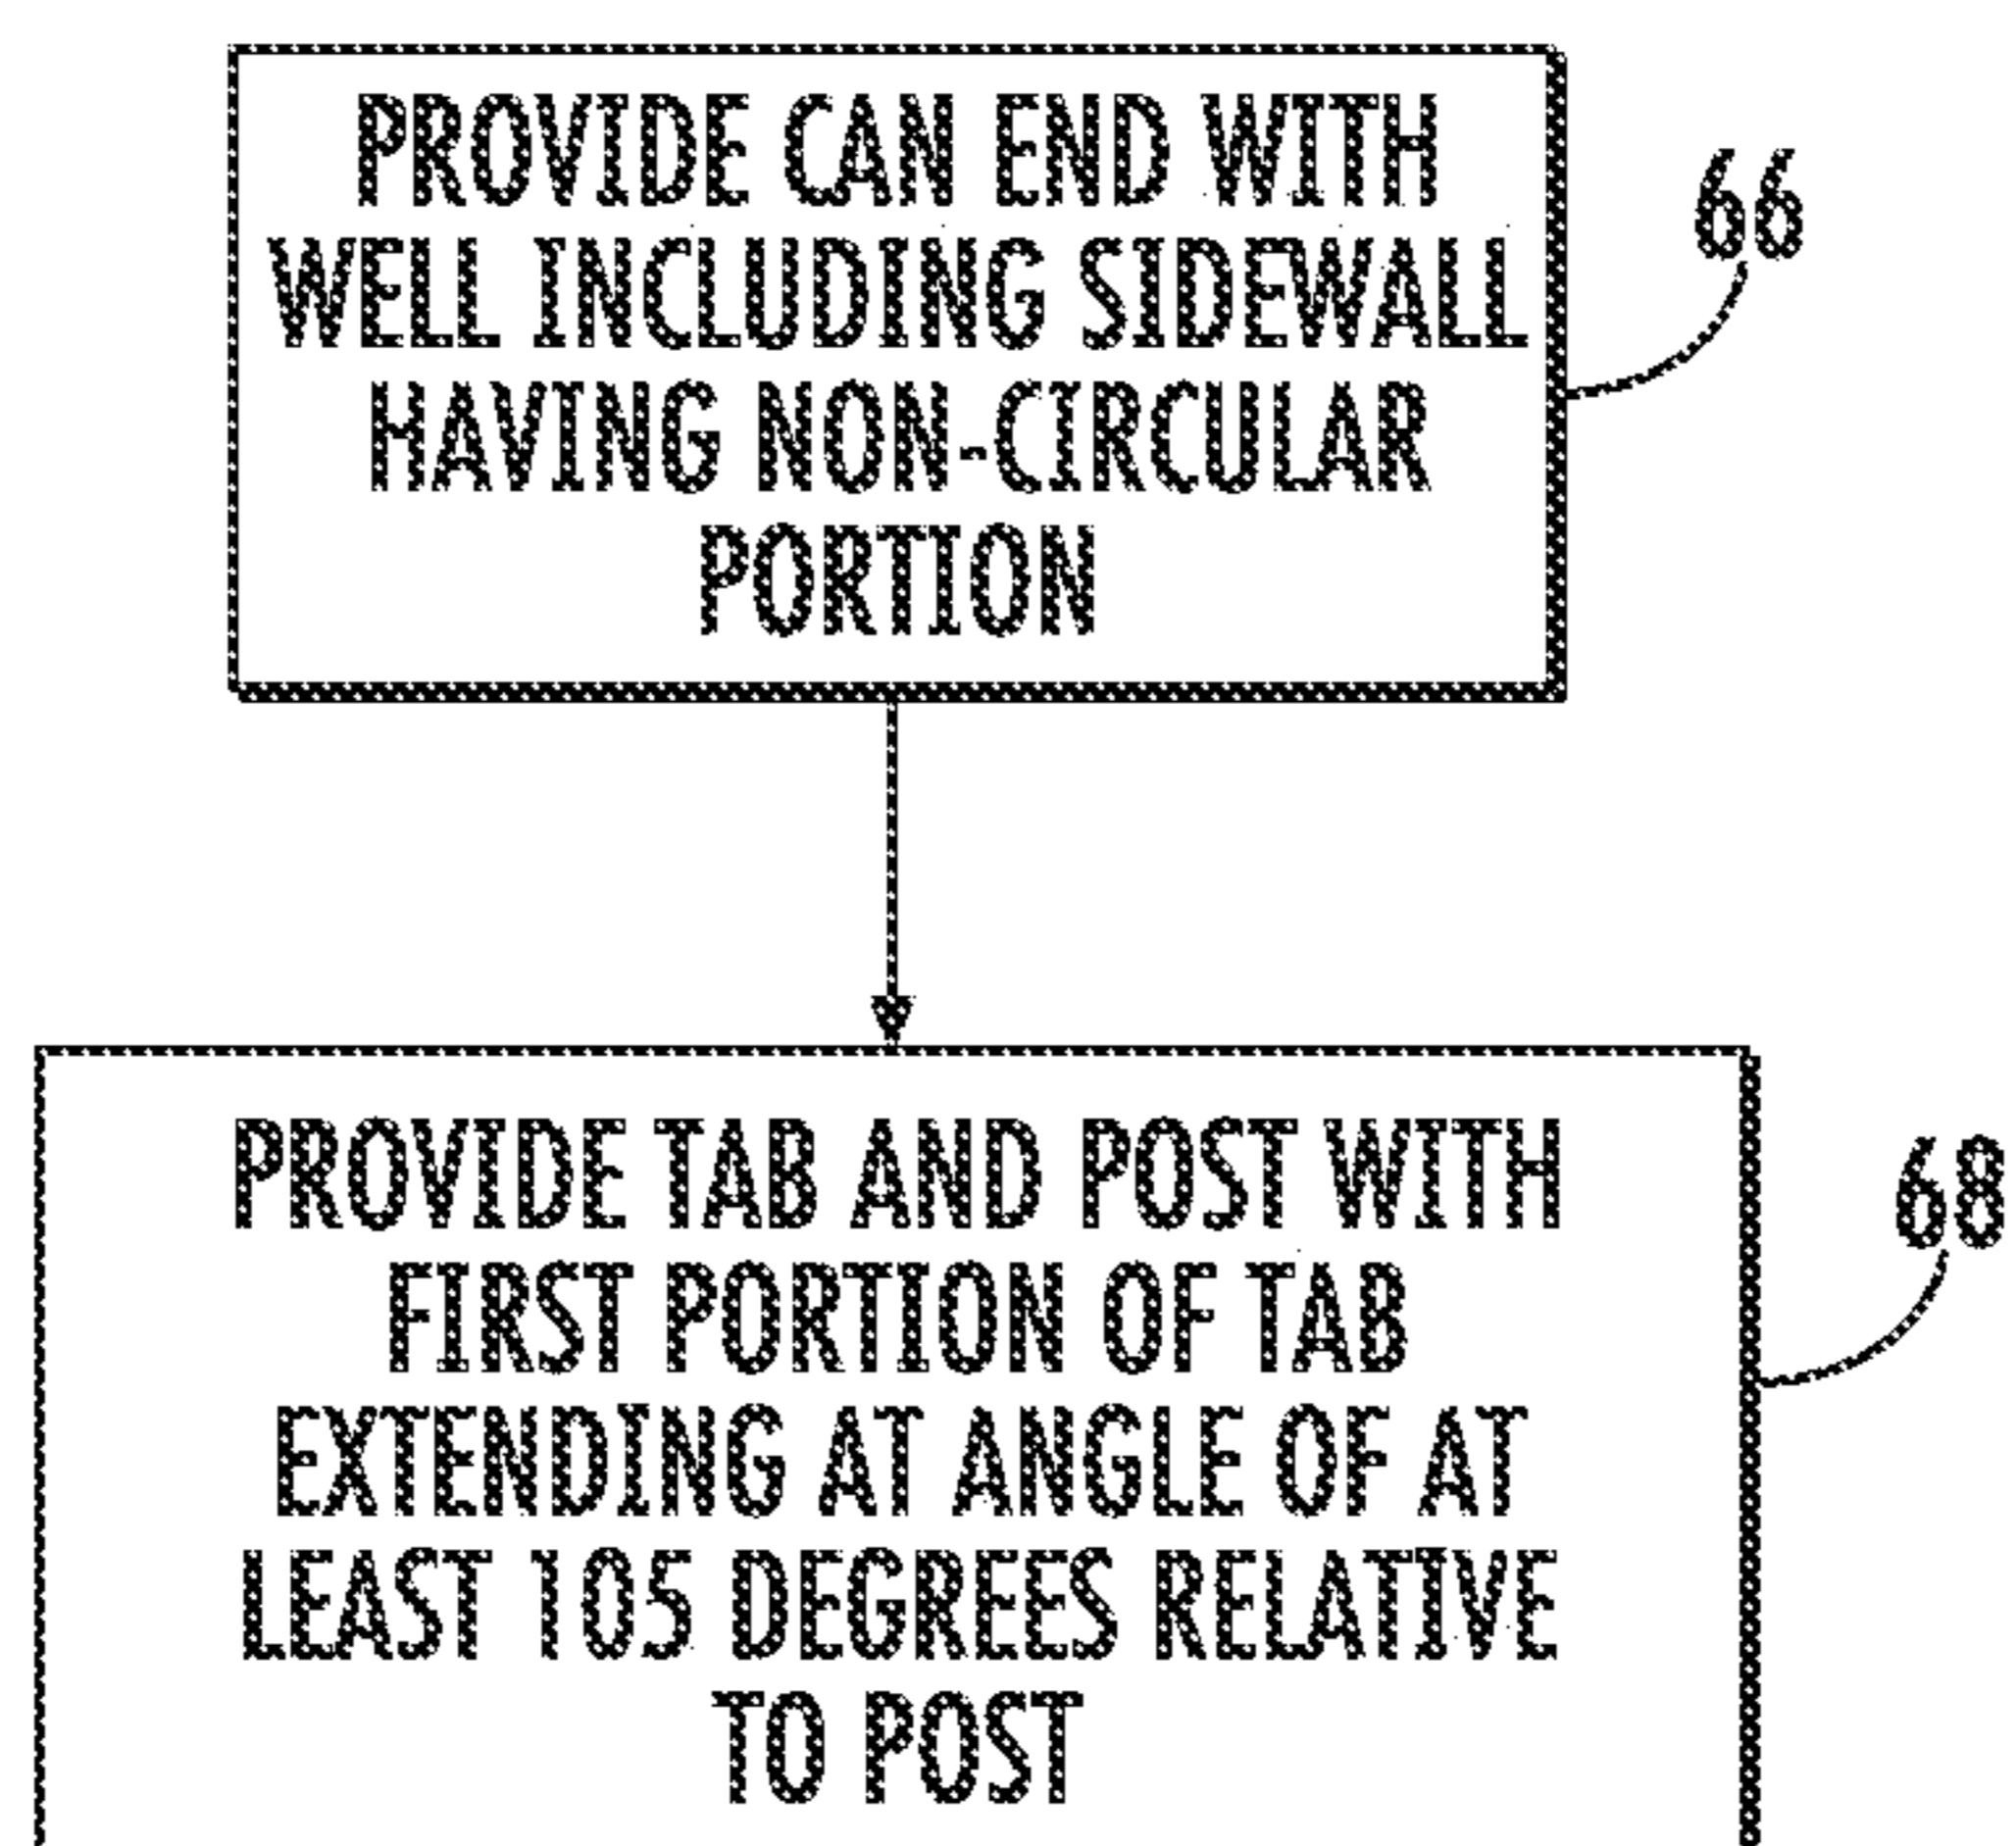 PROVIDE CAN END WITH
WELL INCLUDING SIDEWALL
HAVING NON-CIRCULAR
PORTION
66
PROVIDE TAB AND POST WITH
FIRST PORTION OF TAB
EXTENDING AT ANGLE OF AT
LEAST 105 DEGREES RELATIVE
TO POST
68